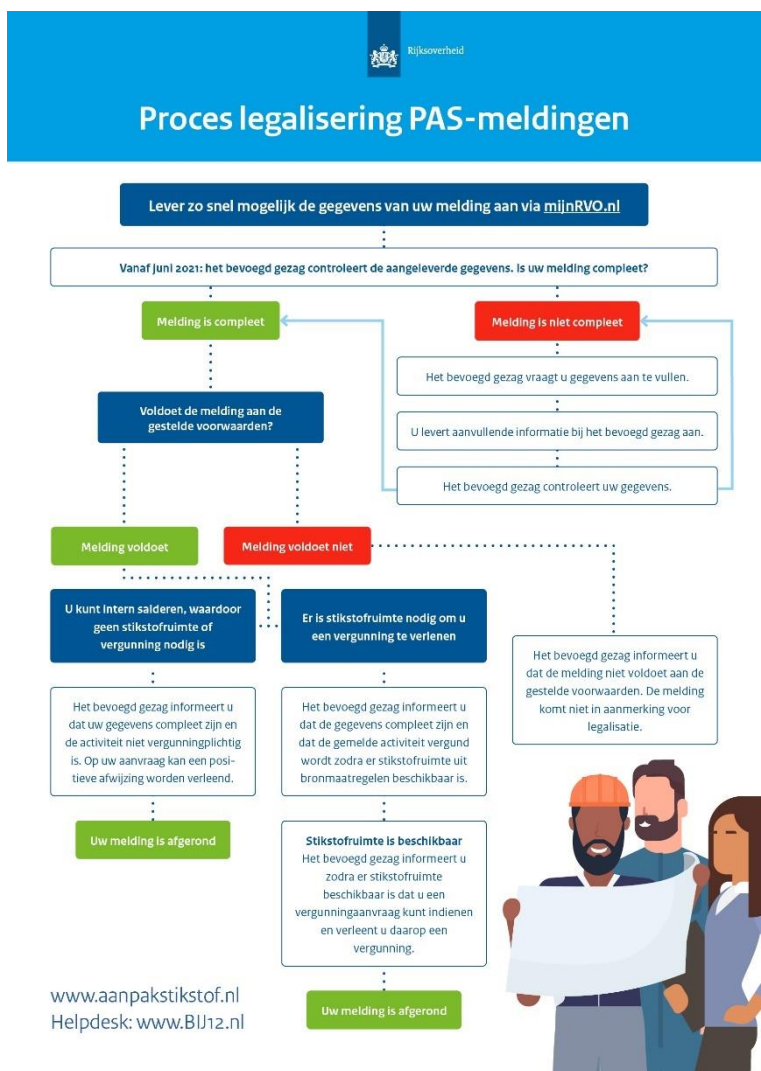 Rijksoverheid
Proces legalisering PAS-meldingen
Lever zo snel mogelijk de gegevens van uw melding aan via mijnRVO.nl
Vanaf juni 2021: het bevoegd gezag controleert de aangeleverde gegevens. Is uw melding compleet?
Melding is compleet
Melding is niet compleet
Het bevoegd gezag vraagt u gegevens aan te vullen.
Voldoet de melding aan de
gestelde voorwaarden?
U levert aanvullende informatie bij het bevoegd gezag aan.
Het bevoegd gezag controleert uw gegevens.
Melding voldoet
Melding voldoet niet
U kunt intern salderen, waardoor
geen stikstofruimte of
vergunning nodig is
Er is stikstofruimte nodig om u
een vergunning te verlenen
Het bevoegd gezag informeert u
dat de melding niet voldoet aan de
gestelde voorwaarden. De melding
komt niet in aanmerking voor
legalisatie.
Het bevoegd gezag informeert u
dat uw gegevens compleet zijn en
de activiteit niet vergunningplichtig
is. Op uw aanvraag kan een posi-
tieve afwijzing worden verleend.
Het bevoegd gezag informeert u
dat de gegevens compleet zijn en
dat de gemelde activiteit vergund
wordt zodra er stikstofruimte uit
bronmaatregelen beschikbaar is.
Uw melding is afgerond
Stikstofruimte is beschikbaar
Het bevoegd gezag informeert u
zodra er stikstofruimte
beschikbaar is dat u een
vergunningaanvraag kunt indienen
en verleent u daarop een
vergunning.
Uw melding is afgerond
www.aanpakstikstof.nl
Helpdesk: www.BIJ12.nl